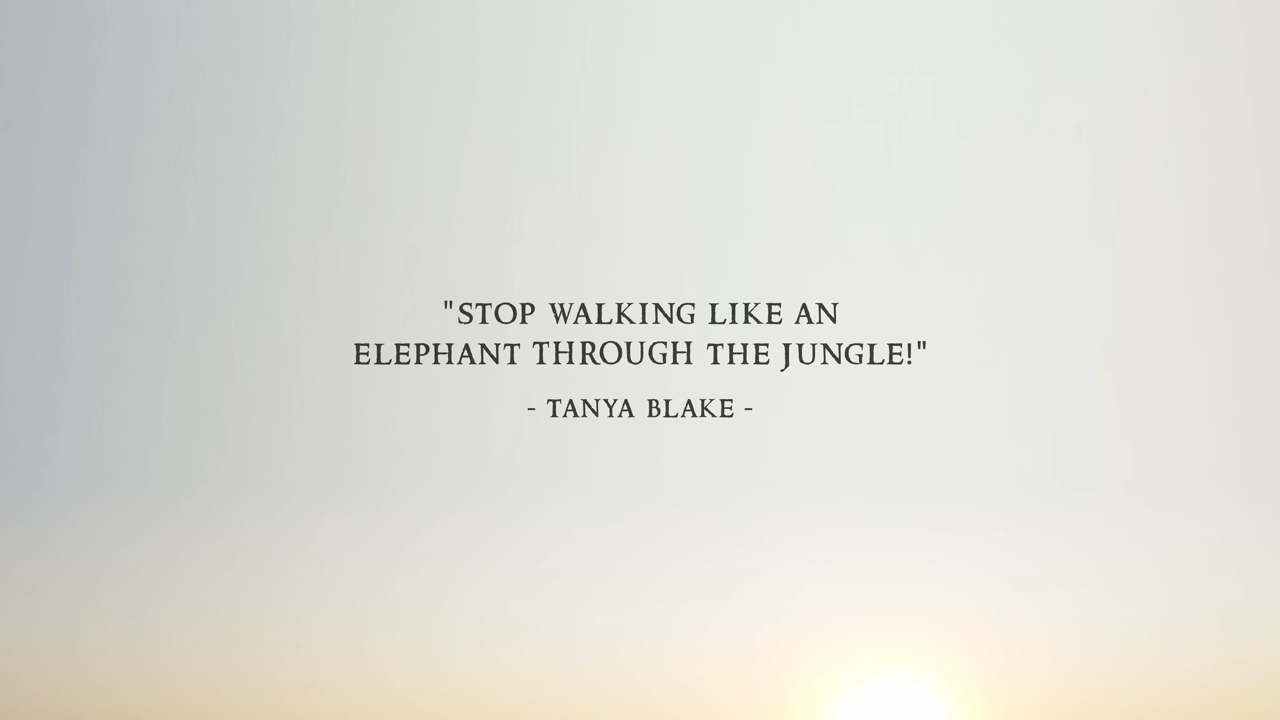 "STOP WALKING LIKE AN
ELEPHANT THROUGH THE JUNGLE!"
- TANYA BLAKE -